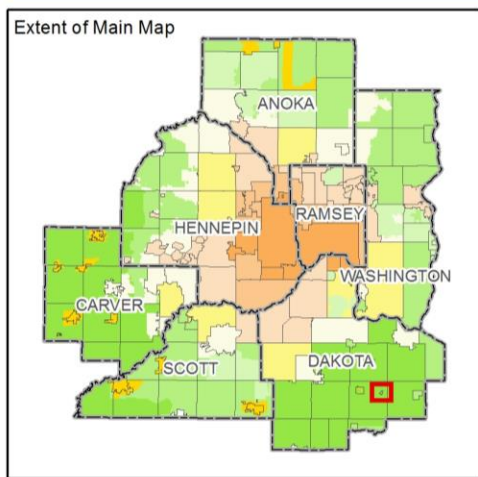 Extent of Main Map
ANOKA
HENNEPIN
RAMSEY
WASHINGTON
CARVER
SCOTT
DAKOTA